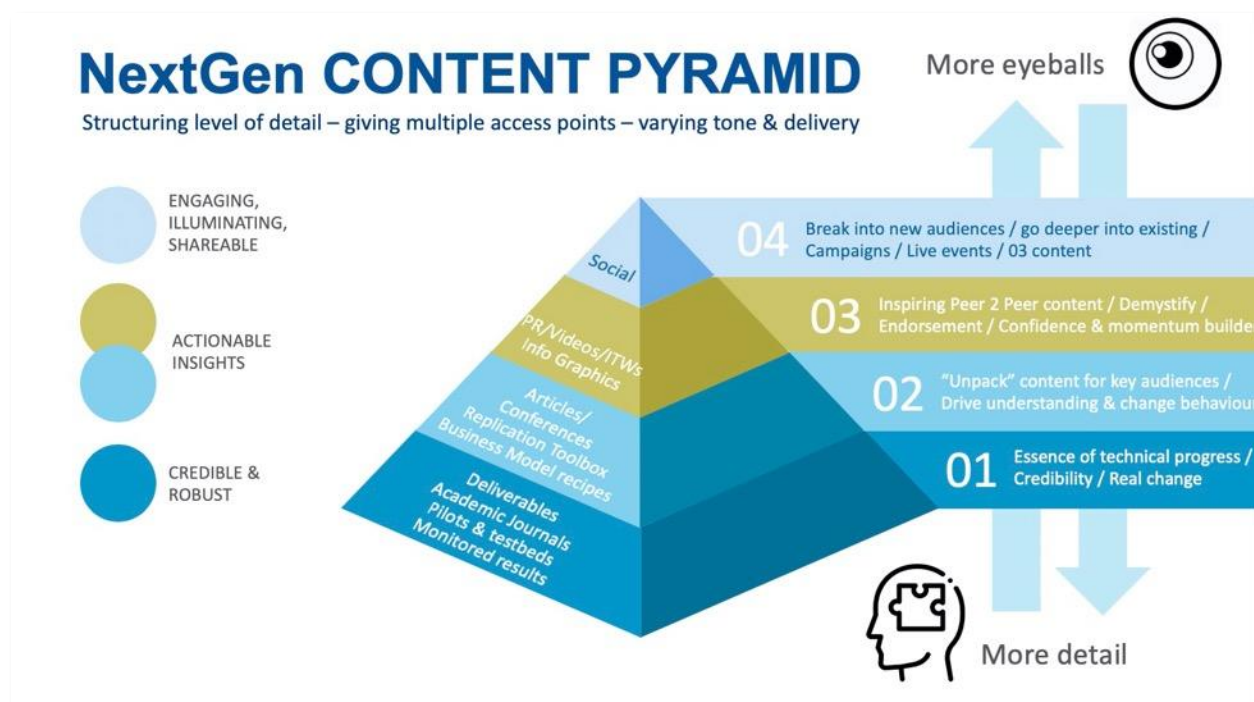 NextGen CONTENT PYRAMID
Structuring level of detail – giving multiple access points – varying tone & delivery
More eyeballs
ENGAGING,
ILLUMINATING,
SHAREABLE
ACTIONABLE
INSIGHTS
CREDIBLE &
ROBUST
Social
PR/Videos/ITWs
Info Graphics
Articles/
Conferences
Replication Toolbox
Business Model recipes
Deliverables
Academic Journals
Pilots & testbeds
Monitored results
04
Break into new audiences / go deeper into existing /
Campaigns / Live events / 03 content
03
Inspiring Peer 2 Peer content / Demystify /
Endorsement / Confidence & momentum builde
02
“Unpack” content for key audiences /
Drive understanding & change behaviou
01
Essence of technical progress /
Credibility / Real change
More detail